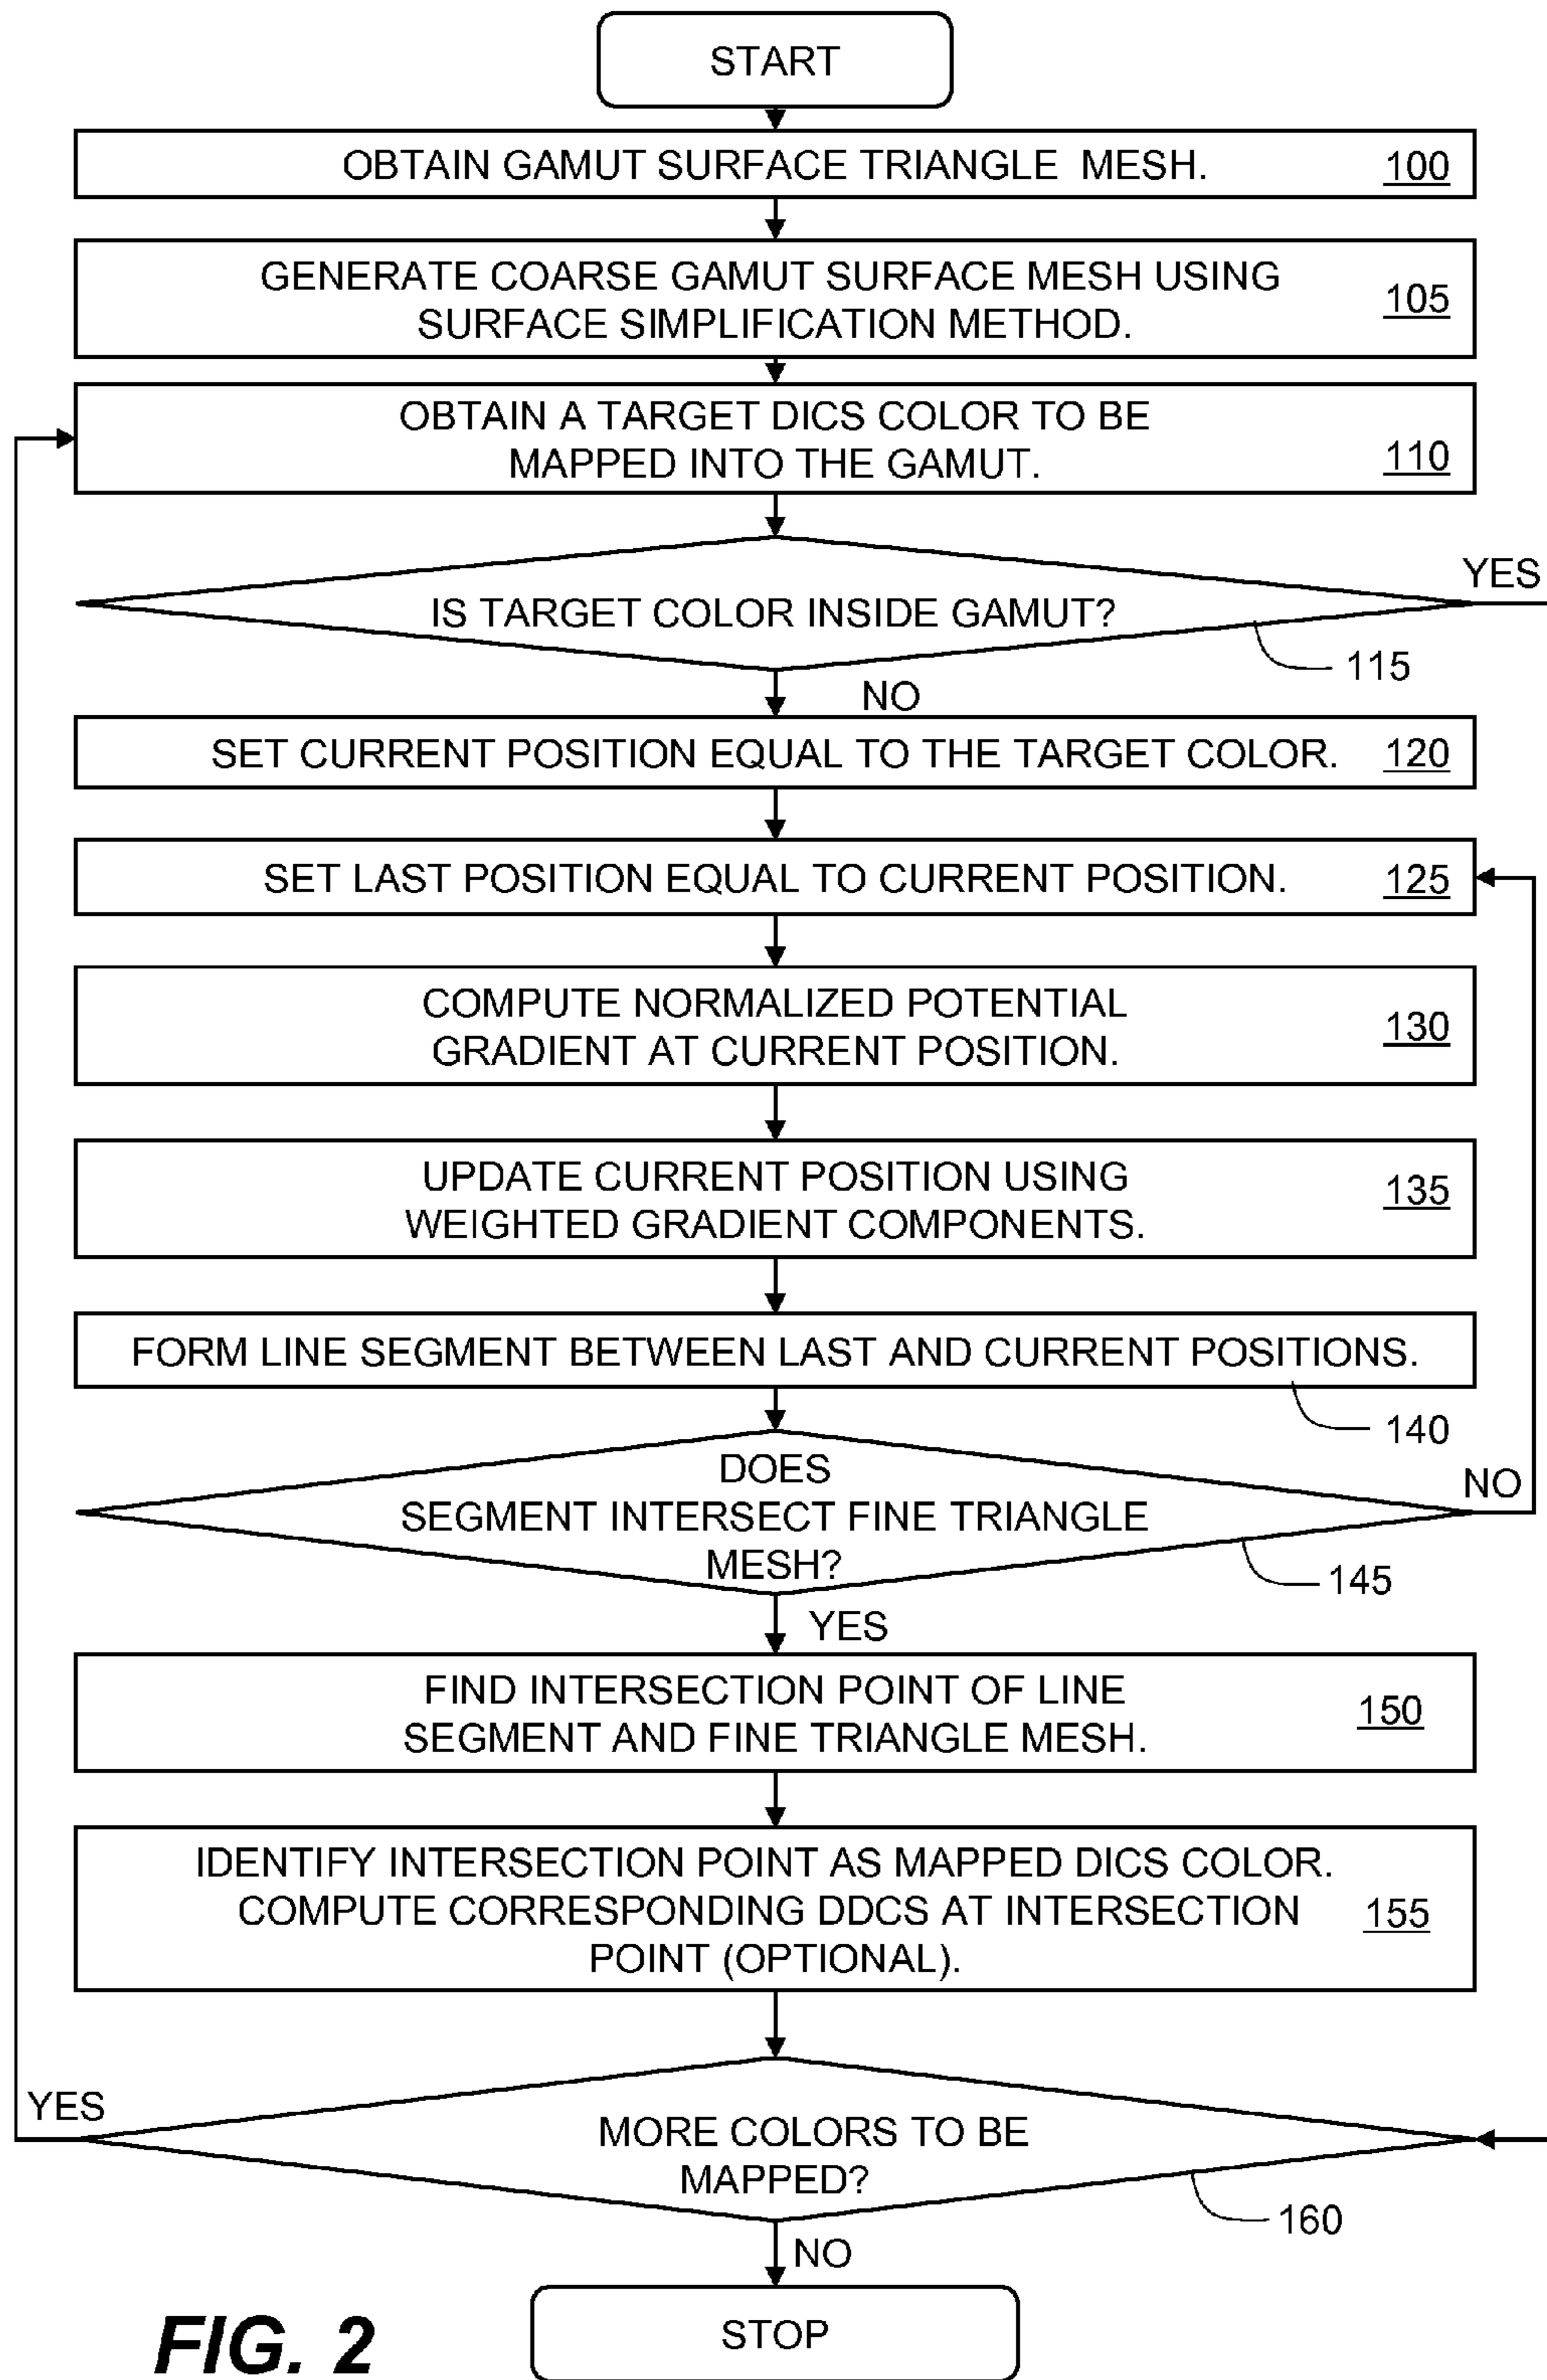 START
OBTAIN GAMUT SURFACE TRIANGLE MESH. 100
GENERATE COARSE GAMUT SURFACE MESH USING
SURFACE SIMPLIFICATION METHOD.
105
OBTAIN A TARGET DICS COLOR TO BE
MAPPED INTO THE GAMUT.
110
YES
IS TARGET COLOR INSIDE GAMUT?
115
NO
SET CURRENT POSITION EQUAL TO THE TARGET COLOR. 120
SET LAST POSITION EQUAL TO CURRENT POSITION. 125
COMPUTE NORMALIZED POTENTIAL
GRADIENT AT CURRENT POSITION.
130
UPDATE CURRENT POSITION USING
WEIGHTED GRADIENT COMPONENTS.
135
FORM LINE SEGMENT BETWEEN LAST AND CURRENT POSITIONS.
140
DOES
SEGMENT INTERSECT FINE TRIANGLE
MESH?
NO
145
YES
FIND INTERSECTION POINT OF LINE
SEGMENT AND FINE TRIANGLE MESH.
150
IDENTIFY INTERSECTION POINT AS MAPPED DICS COLOR.
COMPUTE CORRESPONDING DDCS AT INTERSECTION
POINT (OPTIONAL).
155
YES
MORE COLORS TO BE
MAPPED?
160
NO
STOP
FIG. 2